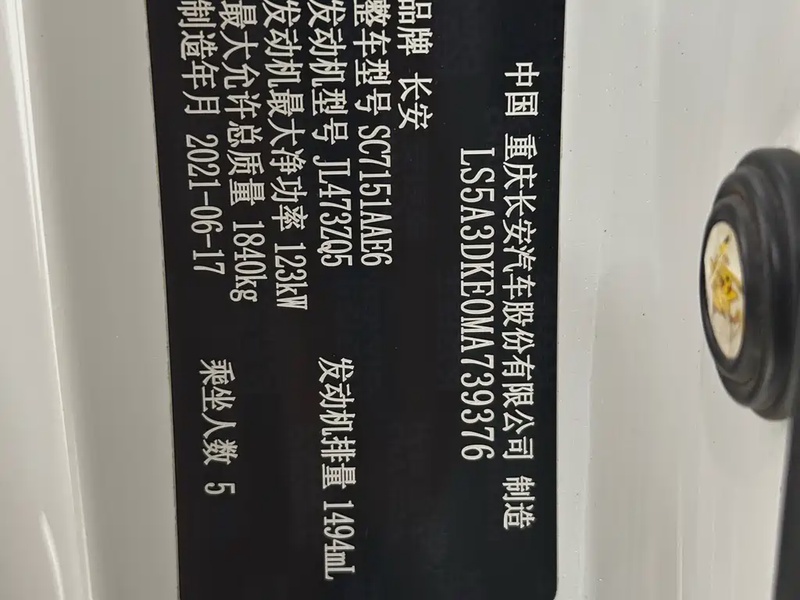 中国 重庆长安汽车股份有限公司 制造
LS5A3DKE0MA739376
品牌 长安
整车型号 SC7151AAE6
发动机型号 JL473ZQ5 发动机排量 1494mL
发动机最大净功率 123kW
最大允许总质量 1840kg
制造年月 2021-06-17 乘坐人数 5